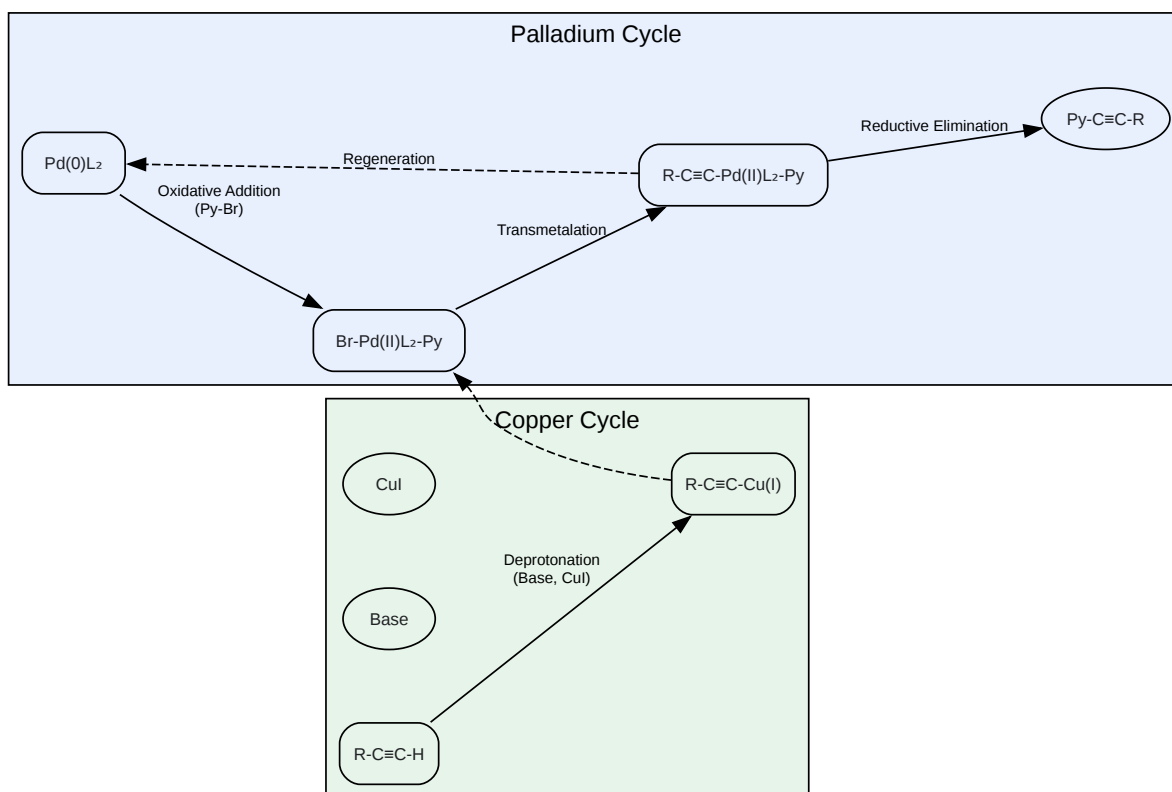 Palladium Cycle
Py-C≡C-R
Reductive Elimination
Pd(0)L₂
Regeneration
R-C≡C-Pd(II)L₂-Py
Oxidative Addition
(Py-Br)
Transmetalation
Br-Pd(II)L₂-Py
Copper Cycle
CuI
R-C≡C-Cu(I)
Deprotonation
(Base, CuI)
Base
R-C≡C-H